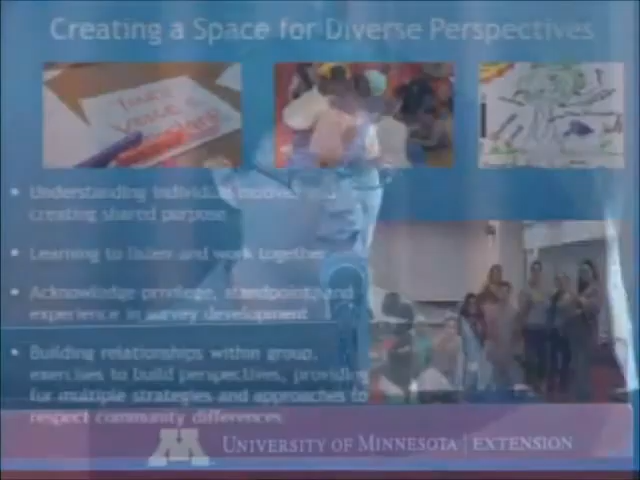 Creating a Space for Diverse Perspectives
• Understanding individual motives and
creating shared purpose
• Learning to listen and work together
• Acknowledge privilege, standpoint, and
experience in survey development
• Building relationships within group,
exercises to build perspectives, providing
for multiple strategies and approaches to
respect community differences
M
UNIVERSITY OF MINNESOTA | EXTENSION